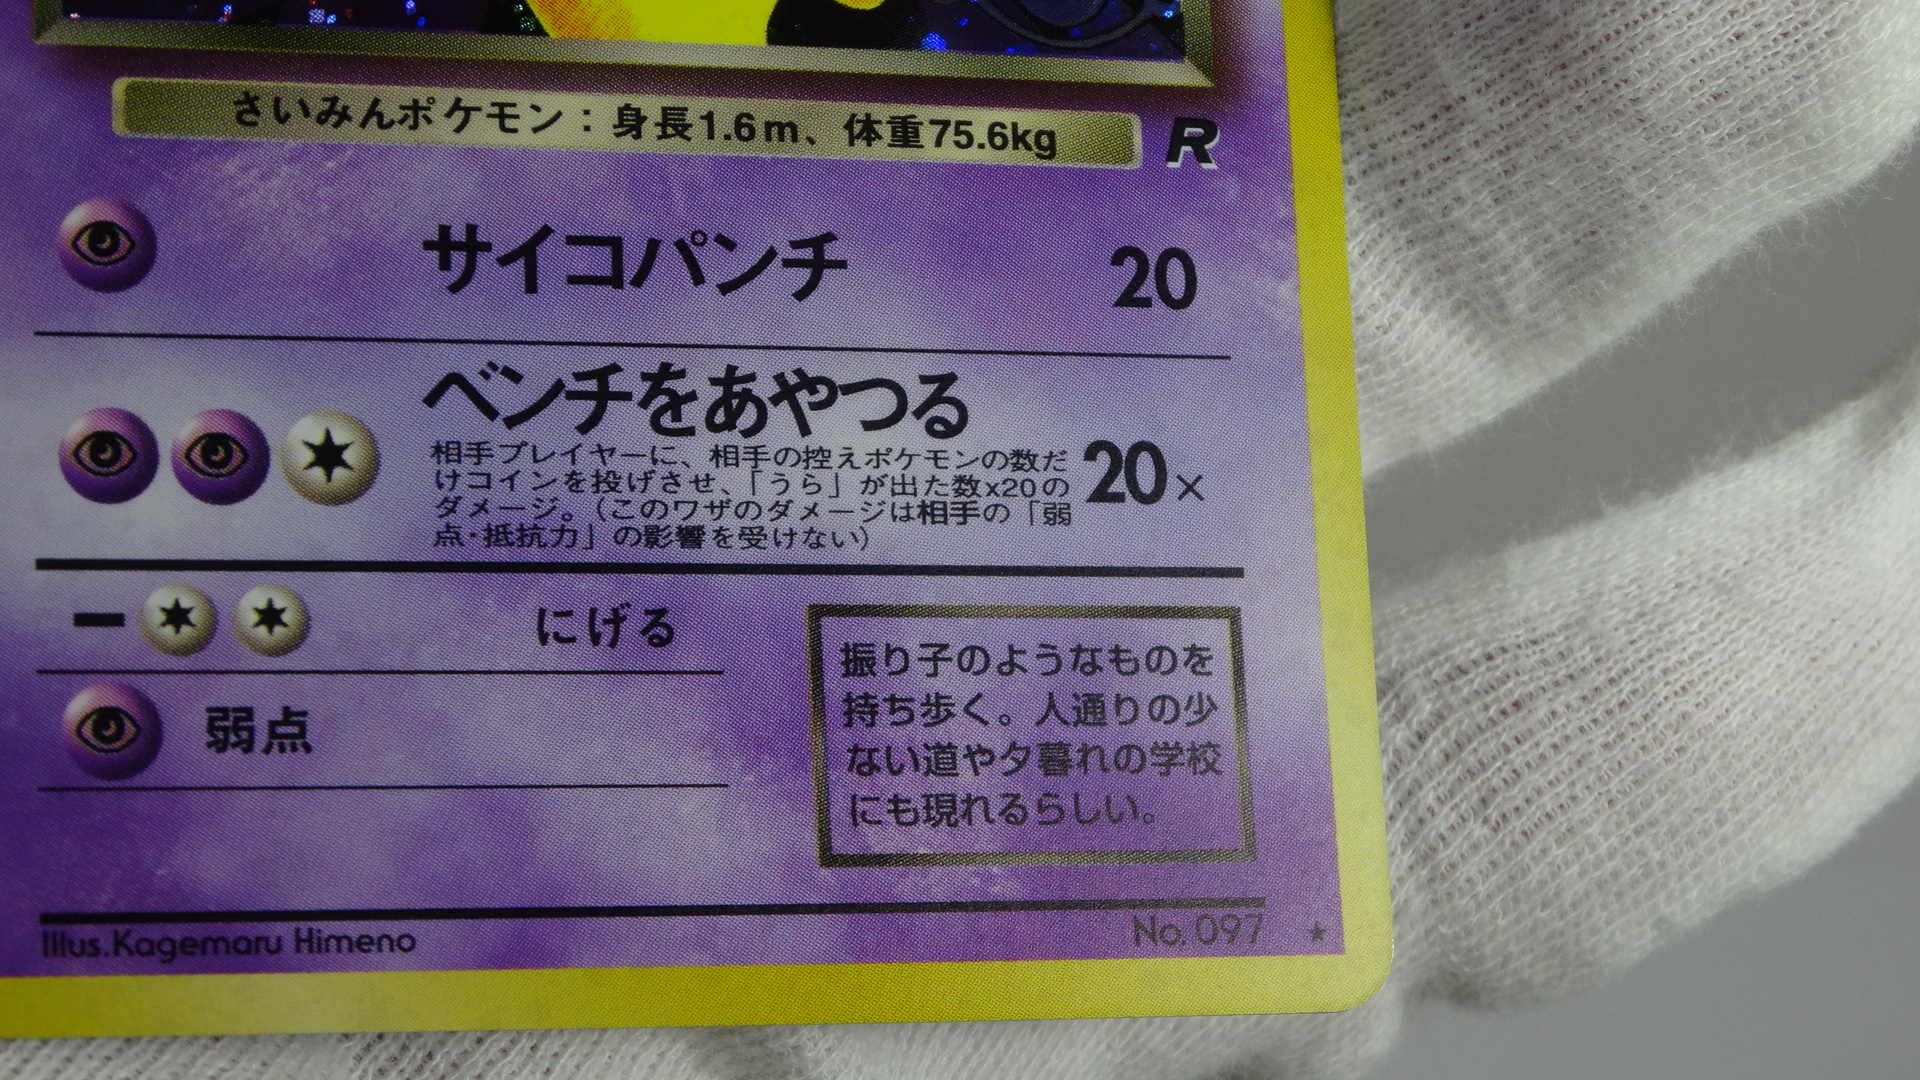 さいみんポケモン：身長1.6m、体重75.6kg
R
サイコパンチ 20
ベンチをあやつる
相手プレイヤーに、相手の控えポケモンの数だ
けコインを投げさせ、「うら」が出た数x20の
ダメージ。（このワザのダメージは相手の「弱
点・抵抗力」の影響を受けない）
20×
にげる
弱点
振り子のようなものを
持ち歩く。人通りの少
ない道や夕暮れの学校
にも現れるらしい。
Illus.Kagemaru Himeno
No. 097 ★